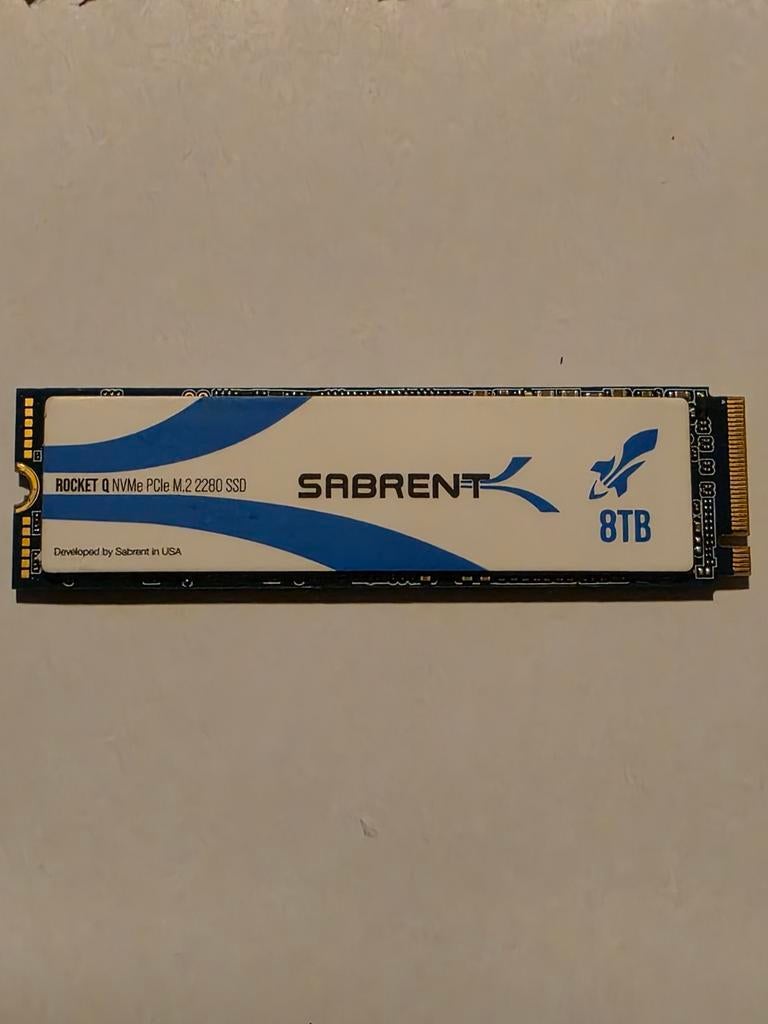 ROCKET Q NVMe PCIe M.2 2280 SSD
SABRENT
8TB
Developed by Sabrent in USA